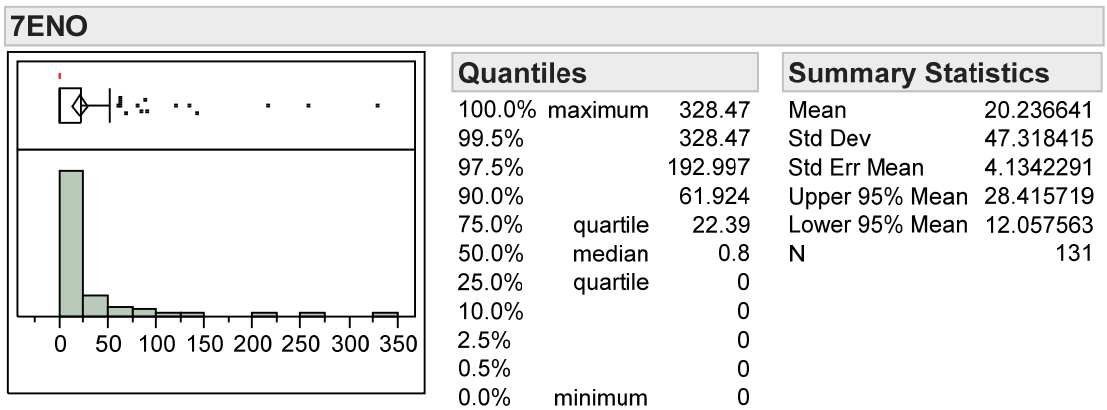 7ENO
0 50 100 150 200 250 300 350
Quantiles
100.0% maximum 328.47
99.5% 328.47
97.5% 192.997
90.0% 61.924
75.0% quartile 22.39
50.0% median 0.8
25.0% quartile 0
10.0% 0
2.5% 0
0.5% 0
0.0% minimum 0
Summary Statistics
Mean 20.236641
Std Dev 47.318415
Std Err Mean 4.1342291
Upper 95% Mean 28.415719
Lower 95% Mean 12.057563
N 131